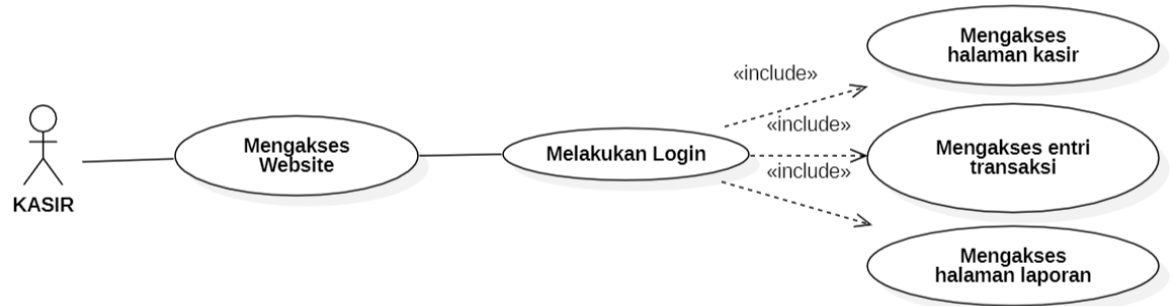 KASIR
Mengakses
Website
Melakukan Login
«include»
«include»
«include»
Mengakses
halaman kasir
Mengakses entri
transaksi
Mengakses
halaman laporan